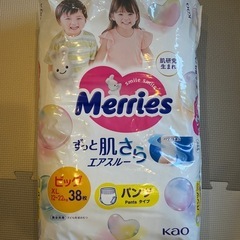 肌研究
生まれ
Merries
ずっと肌さら
エアスルー
ビッグ
XL
38枚
パンツ
Pants タイプ
Kao